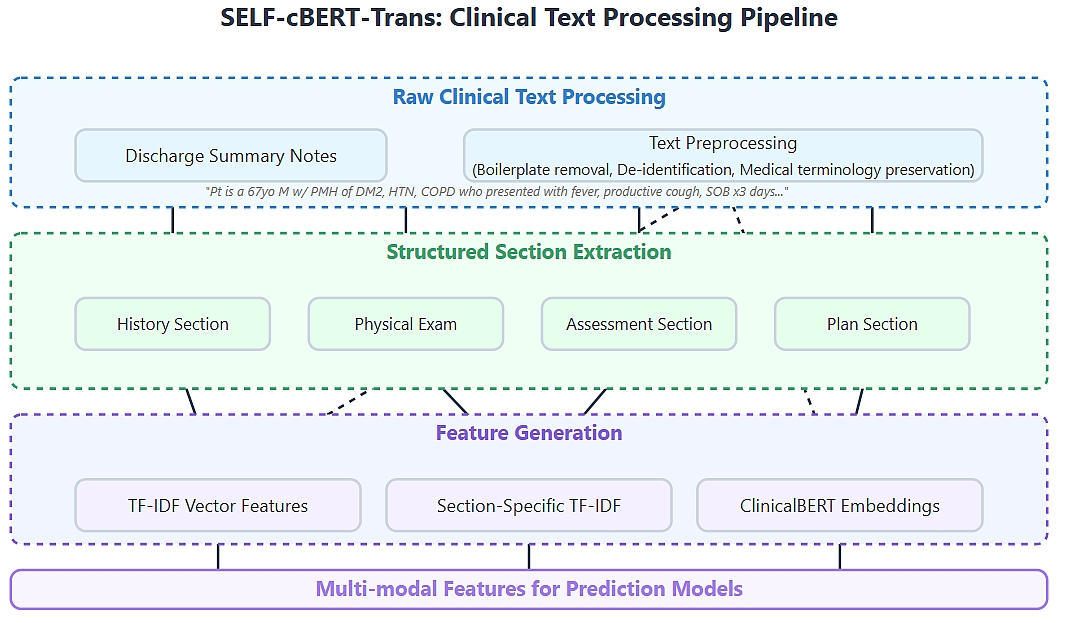 SELF-cBERT-Trans: Clinical Text Processing Pipeline
Raw Clinical Text Processing
Discharge Summary Notes
Text Preprocessing
(Boilerplate removal, De-identification, Medical terminology preservation)
"Pt is a 67yo M w/ PMH of DM2, HTN, COPD who presented with fever, productive cough, SOB x3 days..."
Structured Section Extraction
History Section
Physical Exam
Assessment Section
Plan Section
Feature Generation
TF-IDF Vector Features
Section-Specific TF-IDF
ClinicalBERT Embeddings
Multi-modal Features for Prediction Models